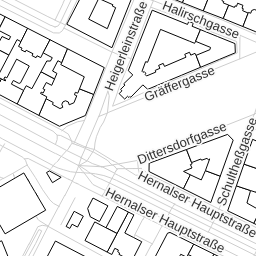 Halirschgasse
Heigerleinstraße
Gräffergasse
Dittersdorfgasse
Schultheßgasse
Hernalser Hauptstraße
Hernalser Hauptstraße